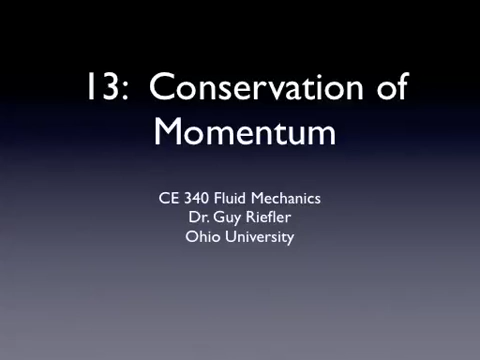 13:  Conservation of
Momentum
CE 340 Fluid Mechanics
Dr. Guy Riefler
Ohio University